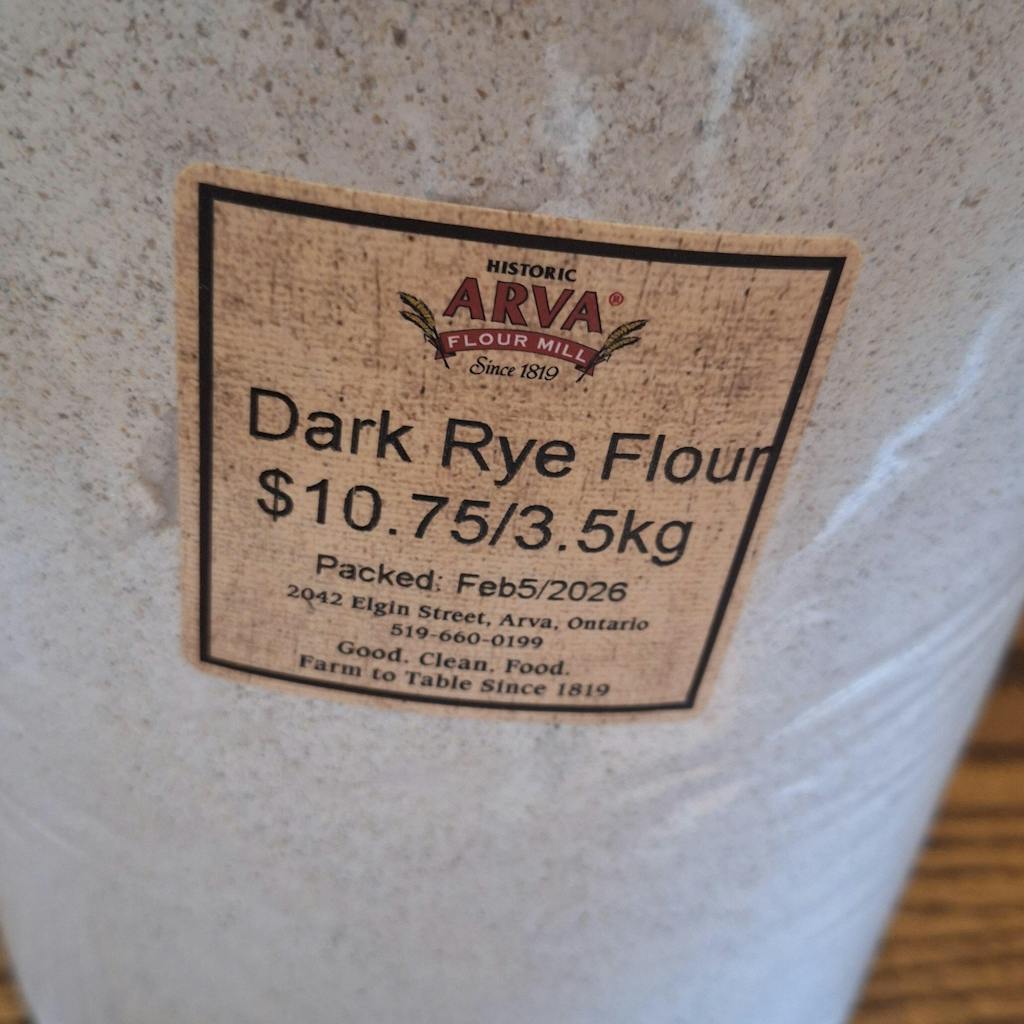 HISTORIC
ARVA®
FLOUR MILL
Since 1819
Dark Rye Flour
$10.75/3.5kg
Packed: Feb5/2026
2042 Elgin Street, Arva, Ontario
519-660-0199
Good. Clean. Food.
Farm to Table Since 1819